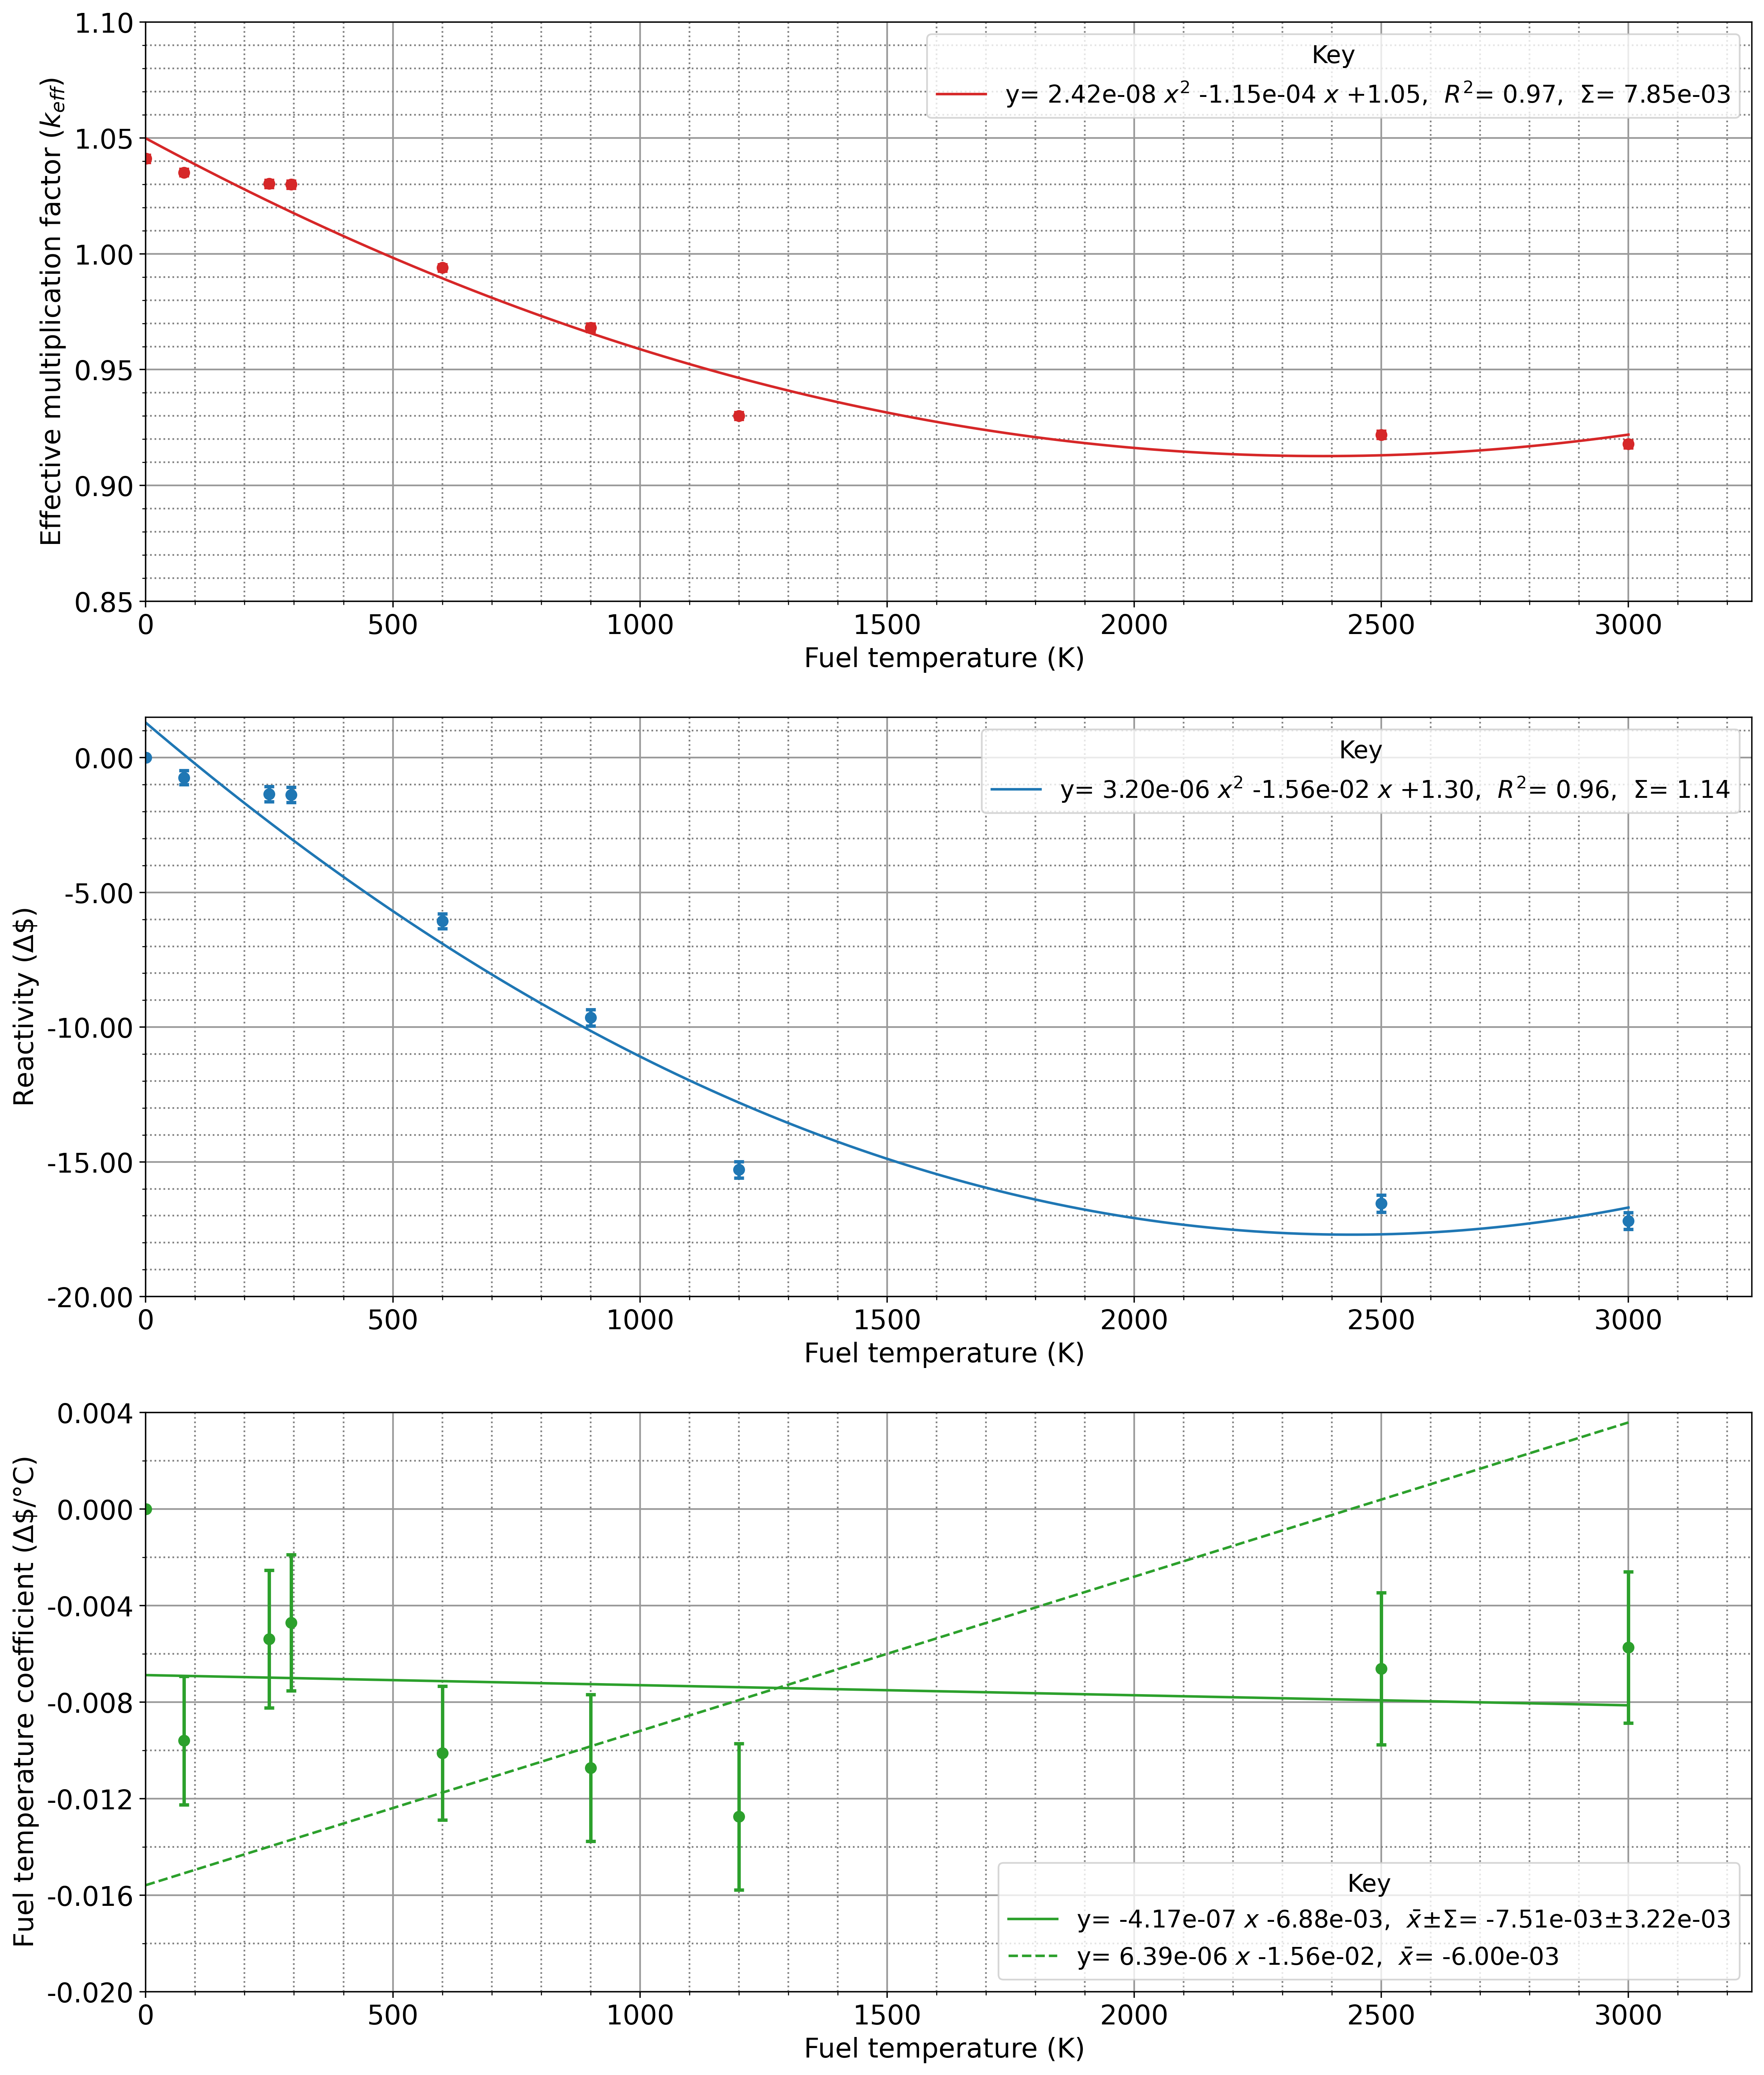 Effective multiplication factor (k_eff)
1.10
1.05
1.00
0.95
0.90
0.85
Key
y= 2.42e-08 x² -1.15e-04 x +1.05, R²= 0.97, Σ= 7.85e-03
0 500 1000 1500 2000 2500 3000
Fuel temperature (K)
Reactivity (Δ$)
0.00
-5.00
-10.00
-15.00
-20.00
Key
y= 3.20e-06 x² -1.56e-02 x +1.30, R²= 0.96, Σ= 1.14
0 500 1000 1500 2000 2500 3000
Fuel temperature (K)
Fuel temperature coefficient (Δ$/°C)
0.004
0.000
-0.004
-0.008
-0.012
-0.016
-0.020
Key
y= -4.17e-07 x -6.88e-03, x̄±Σ= -7.51e-03±3.22e-03
y= 6.39e-06 x -1.56e-02, x̄= -6.00e-03
0 500 1000 1500 2000 2500 3000
Fuel temperature (K)